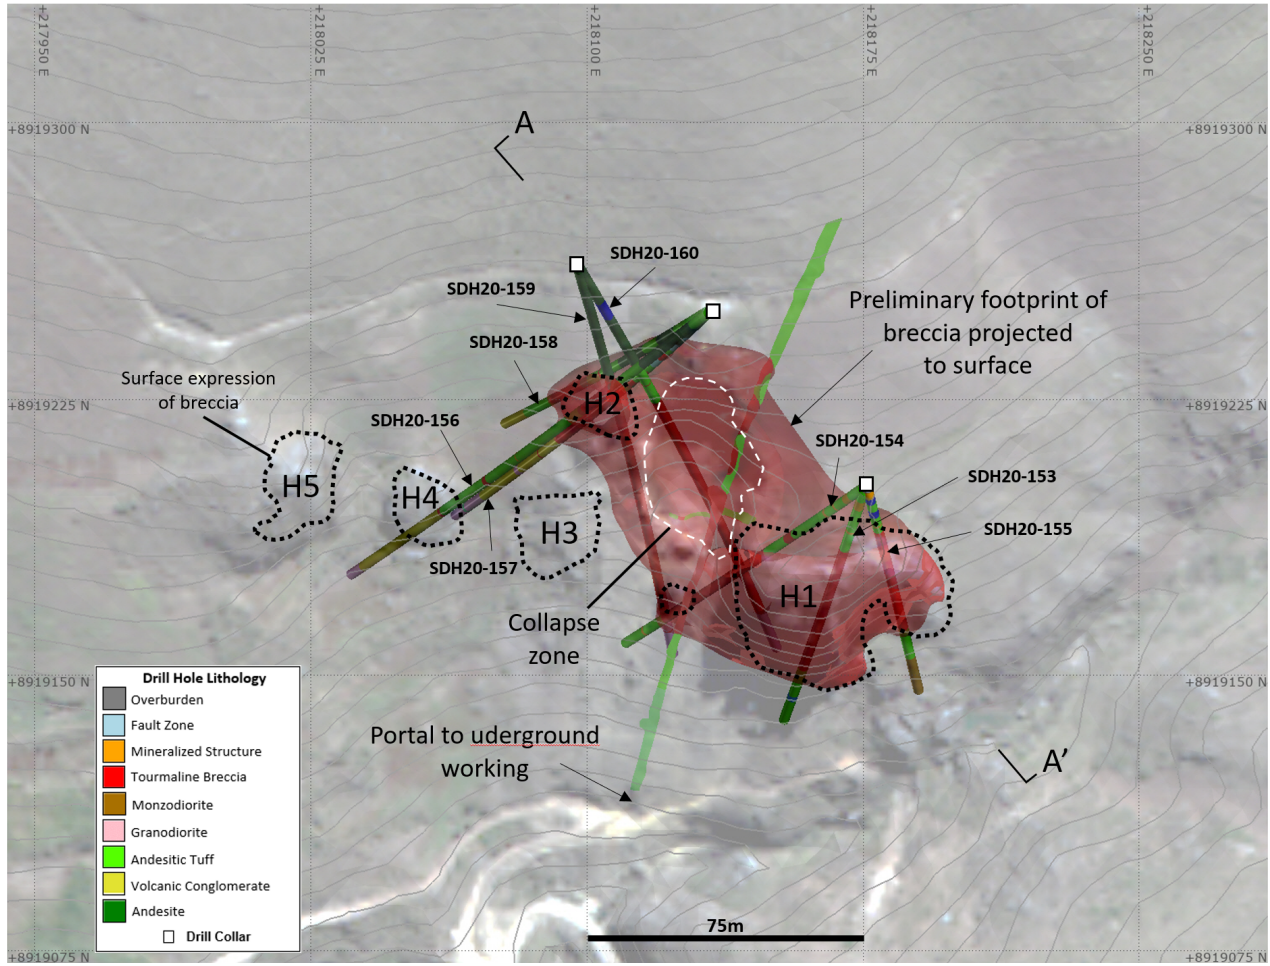 +217950 E
+218025 E
+218100 E
+218175 E
+218250 E
+8919300 N
+8919300 N
A
SDH20-160
SDH20-159
SDH20-158
Preliminary footprint of
breccia projected
to surface
Surface expression
of breccia
+8919225 N
+8919225 N
H2
SDH20-156
SDH20-154
SDH20-153
SDH20-155
H5
H4
H3
SDH20-157
H1
Collapse
zone
+8919150 N
+8919150 N
Portal to uderground
working
A’
Drill Hole Lithology
Overburden
Fault Zone
Mineralized Structure
Tourmaline Breccia
Monzodiorite
Granodiorite
Andesitic Tuff
Volcanic Conglomerate
Andesite
Drill Collar
75m
+8919075 N
+8919075 N